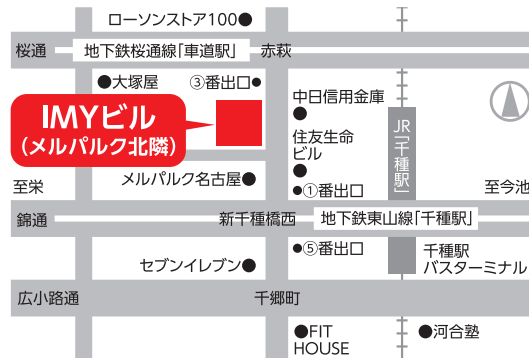 ローソンストア100
桜通
地下鉄桜通線「車道駅」
赤萩
大塚屋
③番出口
中日信用金庫
IMYビル
(メルパルク北隣)
住友生命
ビル
JR「千種駅」
メルパルク名古屋
①番出口
至栄
至今池
錦通
新千種橋西
地下鉄東山線「千種駅」
⑤番出口
千種駅
バスターミナル
セブンイレブン
広小路通
千郷町
FIT
HOUSE
河合塾